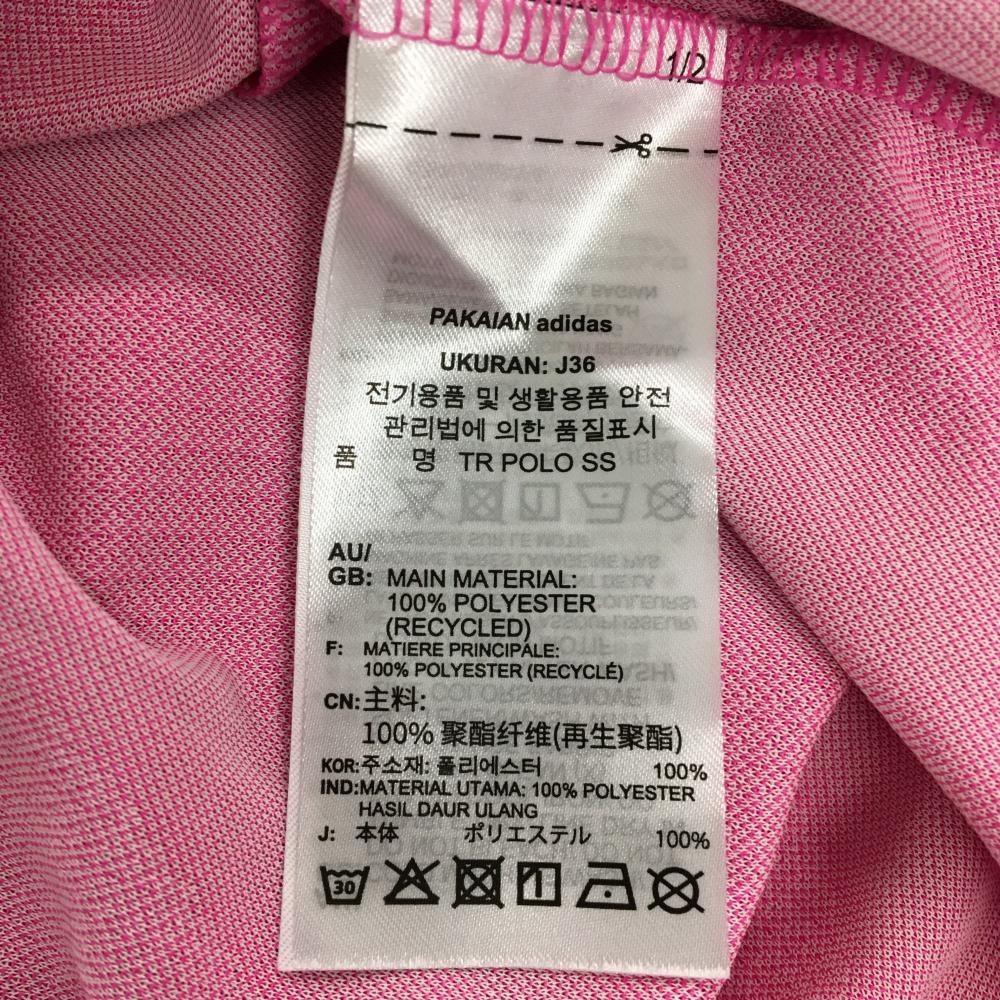 1/2
PAKAIAN adidas
UKURAN: J36
전기용품 및 생활용품 안전
관리법에 의한 품질표시
품 명 TR POLO SS
AU/
GB: MAIN MATERIAL:
100% POLYESTER
(RECYCLED)
F: MATIERE PRINCIPALE:
100% POLYESTER (RECYCLÉ)
CN: 主料:
100% 聚酯纤维(再生聚酯)
KOR: 주소재: 폴리에스터 100%
IND: MATERIAL UTAMA: 100% POLYESTER
HASIL DAUR ULANG
J: 本体 ポリエステル 100%
30